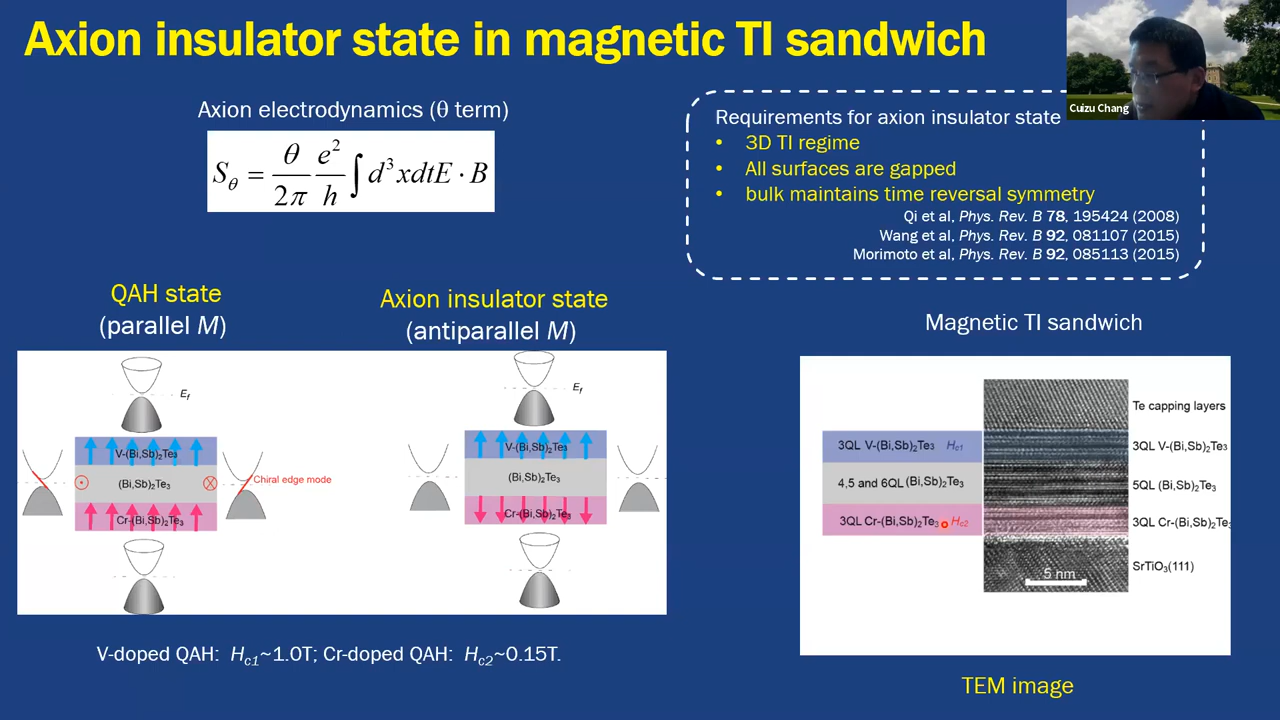 Axion insulator state in magnetic TI sandwich
Cuizu Chang
Axion electrodynamics (θ term)
S_θ = θ/2π e²/h ∫ d³xdtE · B
Requirements for axion insulator state
• 3D TI regime
• All surfaces are gapped
• bulk maintains time reversal symmetry
Qi et al, Phys. Rev. B 78, 195424 (2008)
Wang et al, Phys. Rev. B 92, 081107 (2015)
Morimoto et al, Phys. Rev. B 92, 085113 (2015)
QAH state
(parallel M)
Axion insulator state
(antiparallel M)
E_f
V-(Bi,Sb)₂Te₃
(Bi,Sb)₂Te₃
Cr-(Bi,Sb)₂Te₃
Chiral edge mode
E_f
V-(Bi,Sb)₂Te₃
(Bi,Sb)₂Te₃
Cr-(Bi,Sb)₂Te₃
V-doped QAH: H_c1~1.0T; Cr-doped QAH: H_c2~0.15T.
Magnetic TI sandwich
3QL V-(Bi,Sb)₂Te₃ H_c1
4,5 and 6QL (Bi,Sb)₂Te₃
3QL Cr-(Bi,Sb)₂Te₃ H_c2
Te capping layers
3QL V-(Bi,Sb)₂Te₃
5QL (Bi,Sb)₂Te₃
3QL Cr-(Bi,Sb)₂Te₃
SrTiO₃(111)
5 nm
TEM image